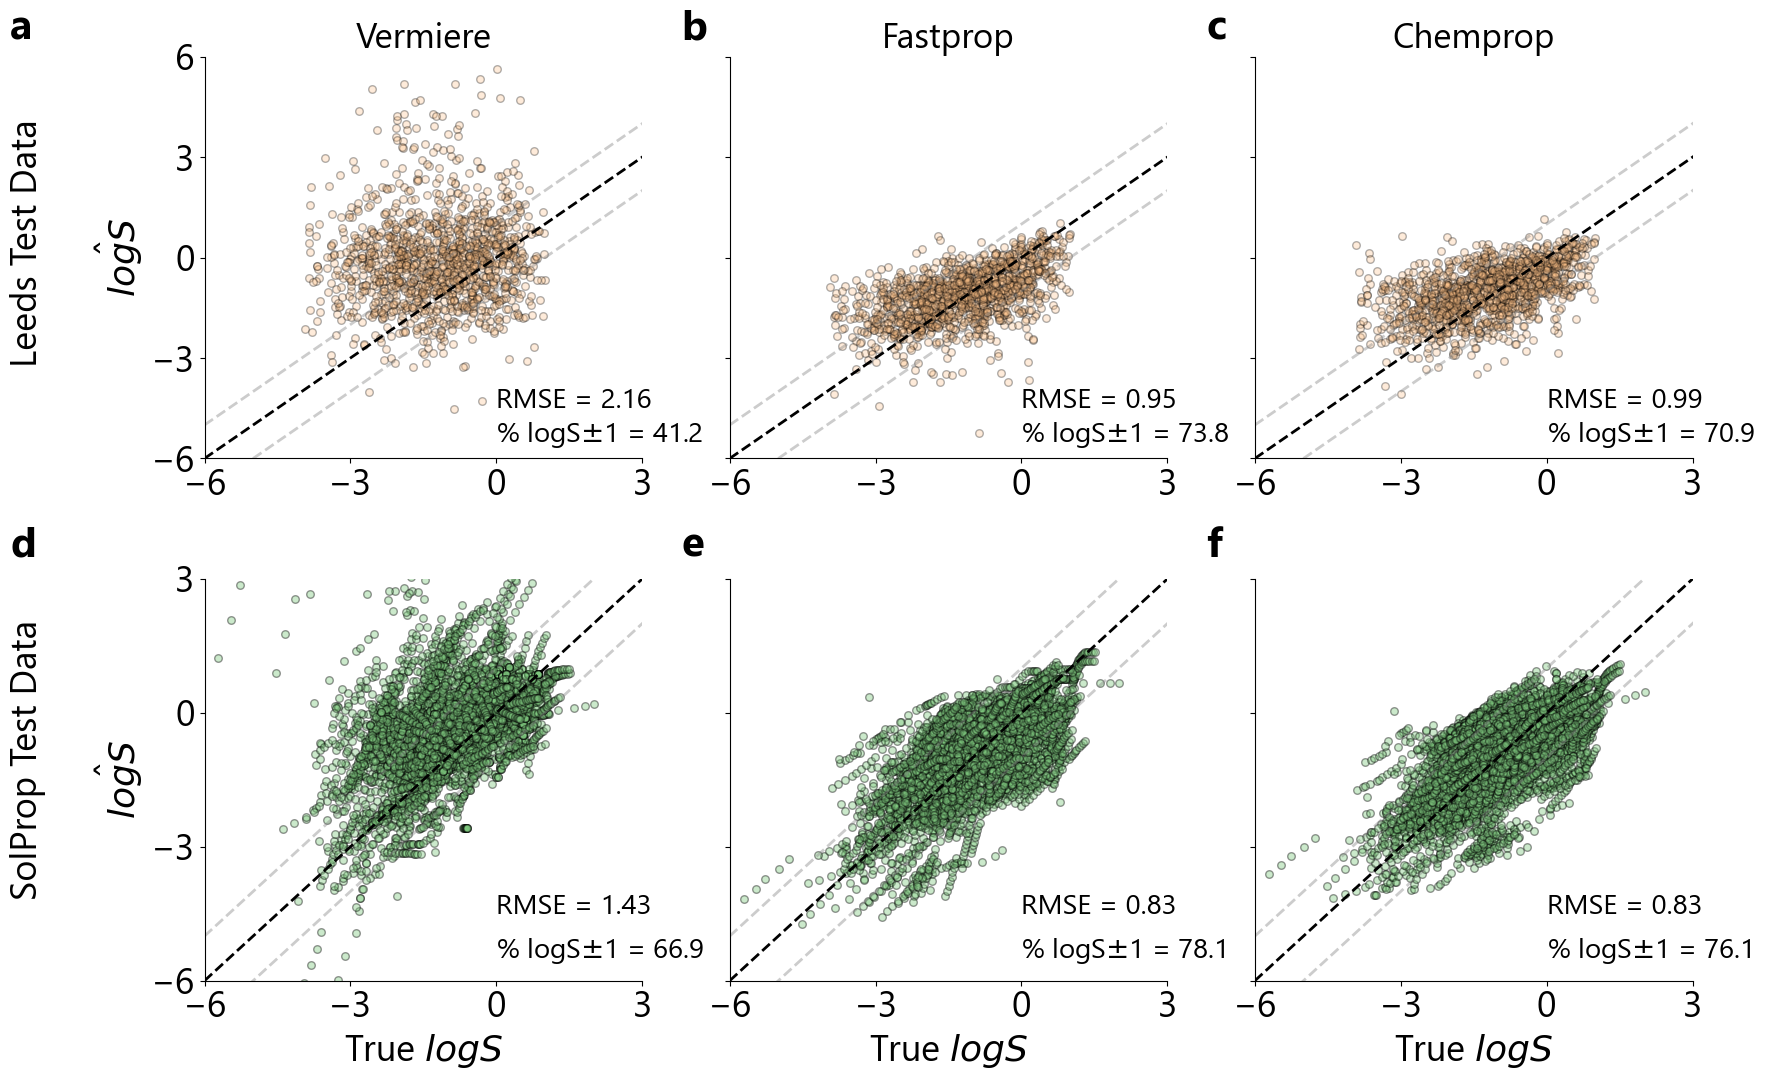 a
Vermiere
b
Fastprop
c
Chemprop
Leeds Test Data
logŜ
6
3
0
−3
−6
RMSE = 2.16
% logS±1 = 41.2
−6
−3
0
3
RMSE = 0.95
% logS±1 = 73.8
−6
−3
0
3
RMSE = 0.99
% logS±1 = 70.9
−6
−3
0
3
d
e
f
SolProp Test Data
logŜ
3
0
−3
−6
RMSE = 1.43
% logS±1 = 66.9
−6
−3
0
3
True logS
RMSE = 0.83
% logS±1 = 78.1
−6
−3
0
3
True logS
RMSE = 0.83
% logS±1 = 76.1
−6
−3
0
3
True logS